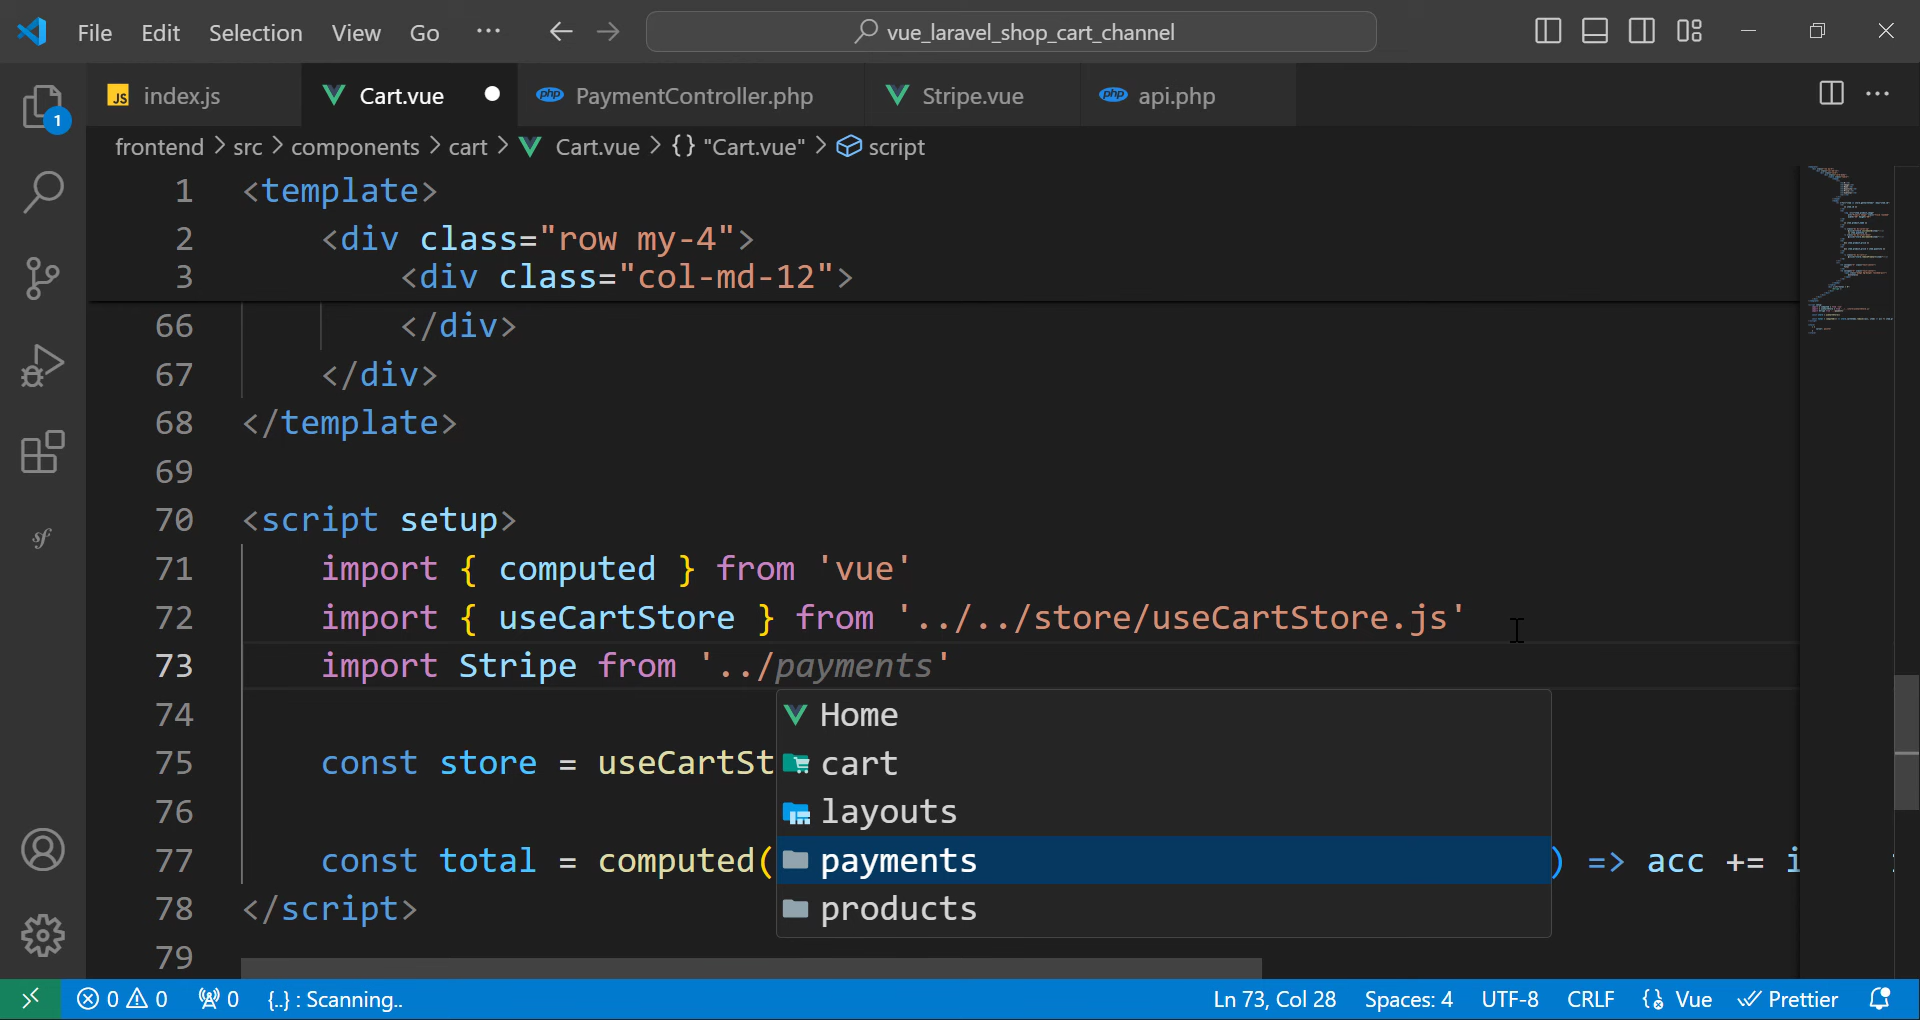 File Edit Selection View Go ··· vue_laravel_shop_cart_channel
1 JS index.js Cart.vue php PaymentController.php Stripe.vue php api.php ···
frontend > src > components > cart > Cart.vue > {} "Cart.vue" > script
1 <template>
2 <div class="row my-4">
3 <div class="col-md-12">
66 </div>
67 </div>
68 </template>
69
70 <script setup>
71 import { computed } from 'vue'
72 import { useCartStore } from '../../store/useCartStore.js'
73 import Stripe from '../payments'
74 Home
75 const store = useCartSt cart
76 layouts
77 const total = computed( payments ) => acc += i
78 </script> products
79
sf
0 0 0 {..} : Scanning.. Ln 73, Col 28 Spaces: 4 UTF-8 CRLF Vue Prettier